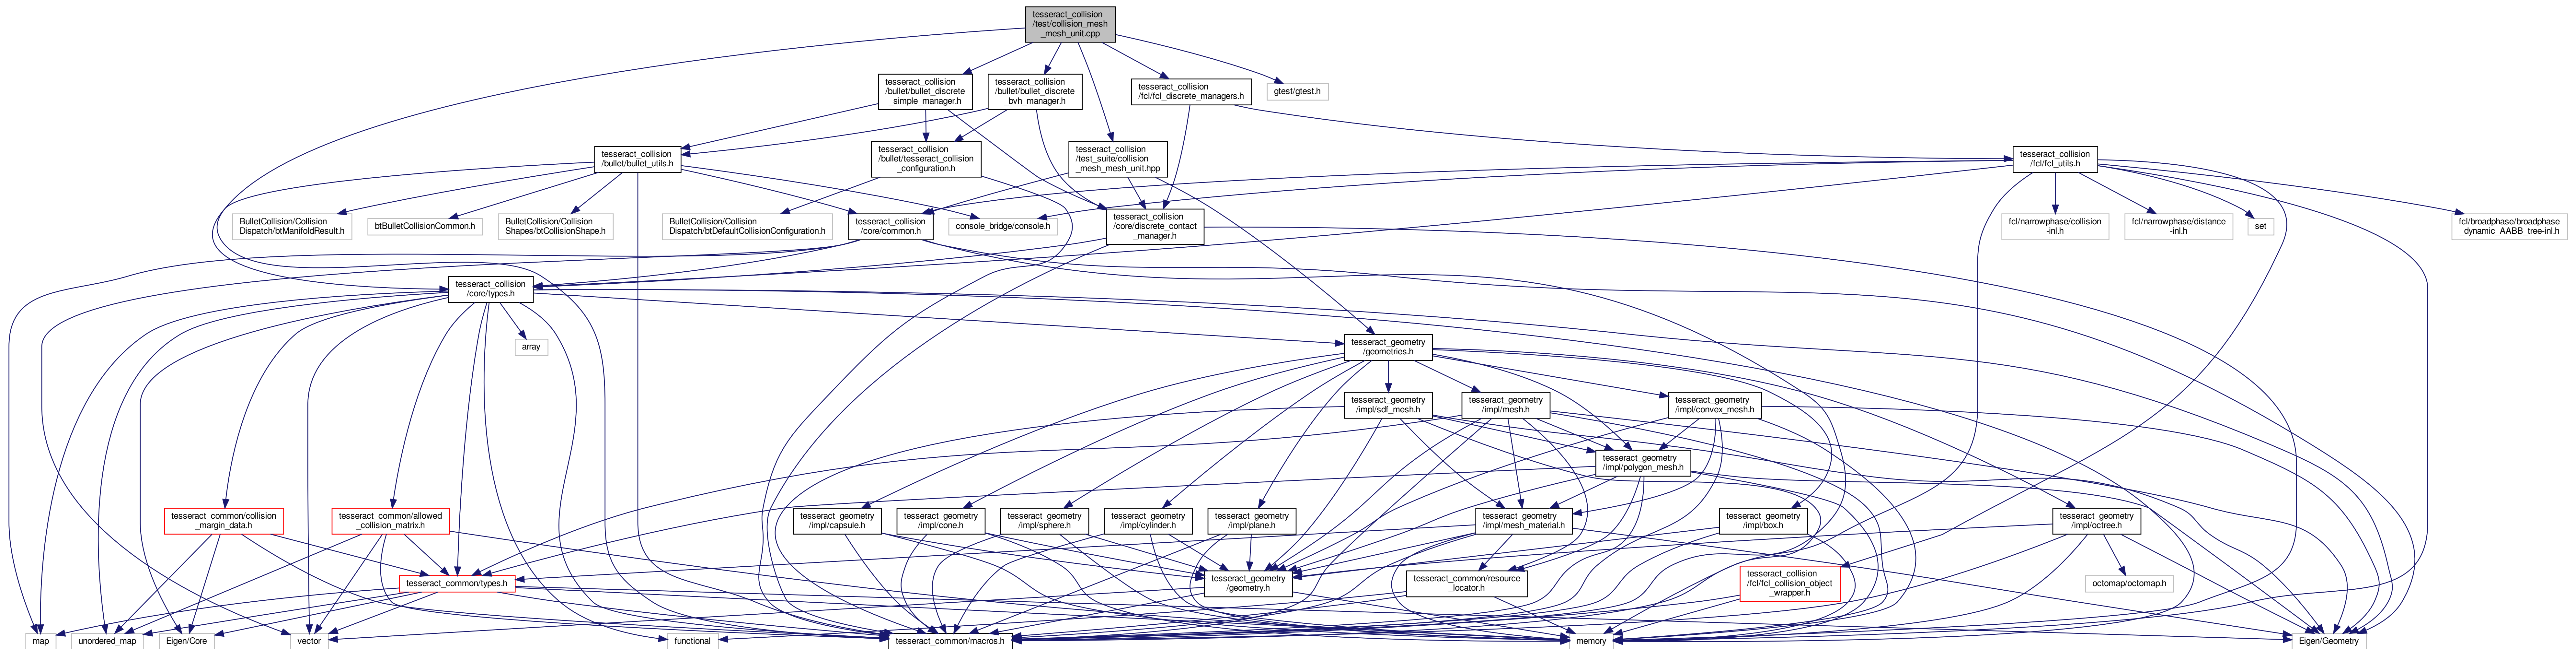 tesseract_collision
/test/collision_mesh
_mesh_unit.cpp
tesseract_collision
/bullet/bullet_discrete
_simple_manager.h
tesseract_collision
/bullet/bullet_discrete
_bvh_manager.h
tesseract_collision
/fcl/fcl_discrete_managers.h
gtest/gtest.h
tesseract_collision
/bullet/bullet_utils.h
tesseract_collision
/bullet/tesseract_collision
_configuration.h
tesseract_collision
/test_suite/collision
_mesh_mesh_unit.hpp
tesseract_collision
/fcl/fcl_utils.h
BulletCollision/Collision
Dispatch/btManifoldResult.h
btBulletCollisionCommon.h
BulletCollision/Collision
Shapes/btCollisionShape.h
BulletCollision/Collision
Dispatch/btDefaultCollisionConfiguration.h
tesseract_collision
/core/common.h
console_bridge/console.h
tesseract_collision
/core/discrete_contact
_manager.h
fcl/narrowphase/collision
-inl.h
fcl/narrowphase/distance
-inl.h
set
fcl/broadphase/broadphase
_dynamic_AABB_tree-inl.h
tesseract_collision
/core/types.h
array
tesseract_geometry
/geometries.h
tesseract_geometry
/impl/sdf_mesh.h
tesseract_geometry
/impl/mesh.h
tesseract_geometry
/impl/convex_mesh.h
tesseract_geometry
/impl/polygon_mesh.h
tesseract_common/collision
_margin_data.h
tesseract_common/allowed
_collision_matrix.h
tesseract_geometry
/impl/capsule.h
tesseract_geometry
/impl/cone.h
tesseract_geometry
/impl/sphere.h
tesseract_geometry
/impl/cylinder.h
tesseract_geometry
/impl/plane.h
tesseract_geometry
/impl/mesh_material.h
tesseract_geometry
/impl/box.h
tesseract_geometry
/impl/octree.h
tesseract_common/types.h
tesseract_geometry
/geometry.h
tesseract_common/resource
_locator.h
tesseract_collision
/fcl/fcl_collision_object
_wrapper.h
octomap/octomap.h
map
unordered_map
Eigen/Core
vector
functional
tesseract_common/macros.h
memory
Eigen/Geometry